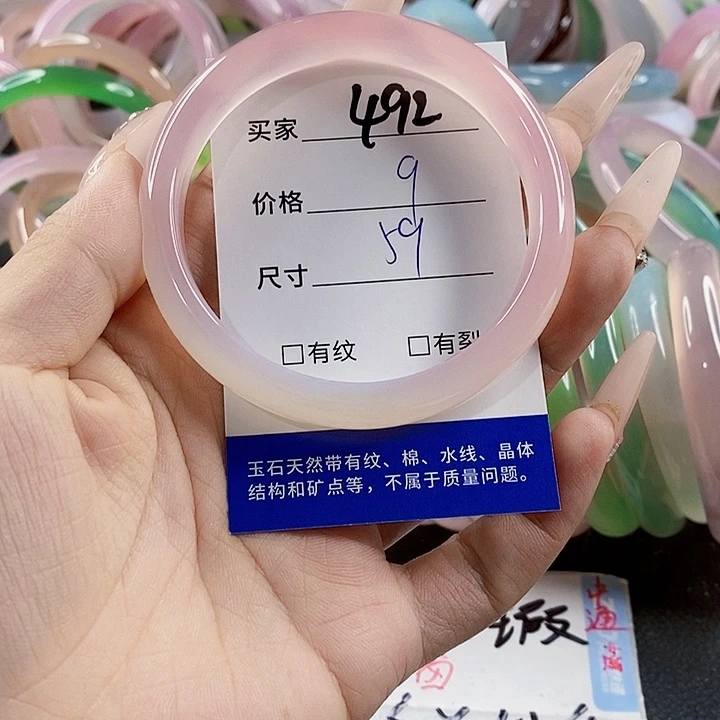 买家 492
价格 9
尺寸 59
□有纹 □有裂
玉石天然带有纹、棉、水线、晶体
结构和矿点等，不属于质量问题。
中通